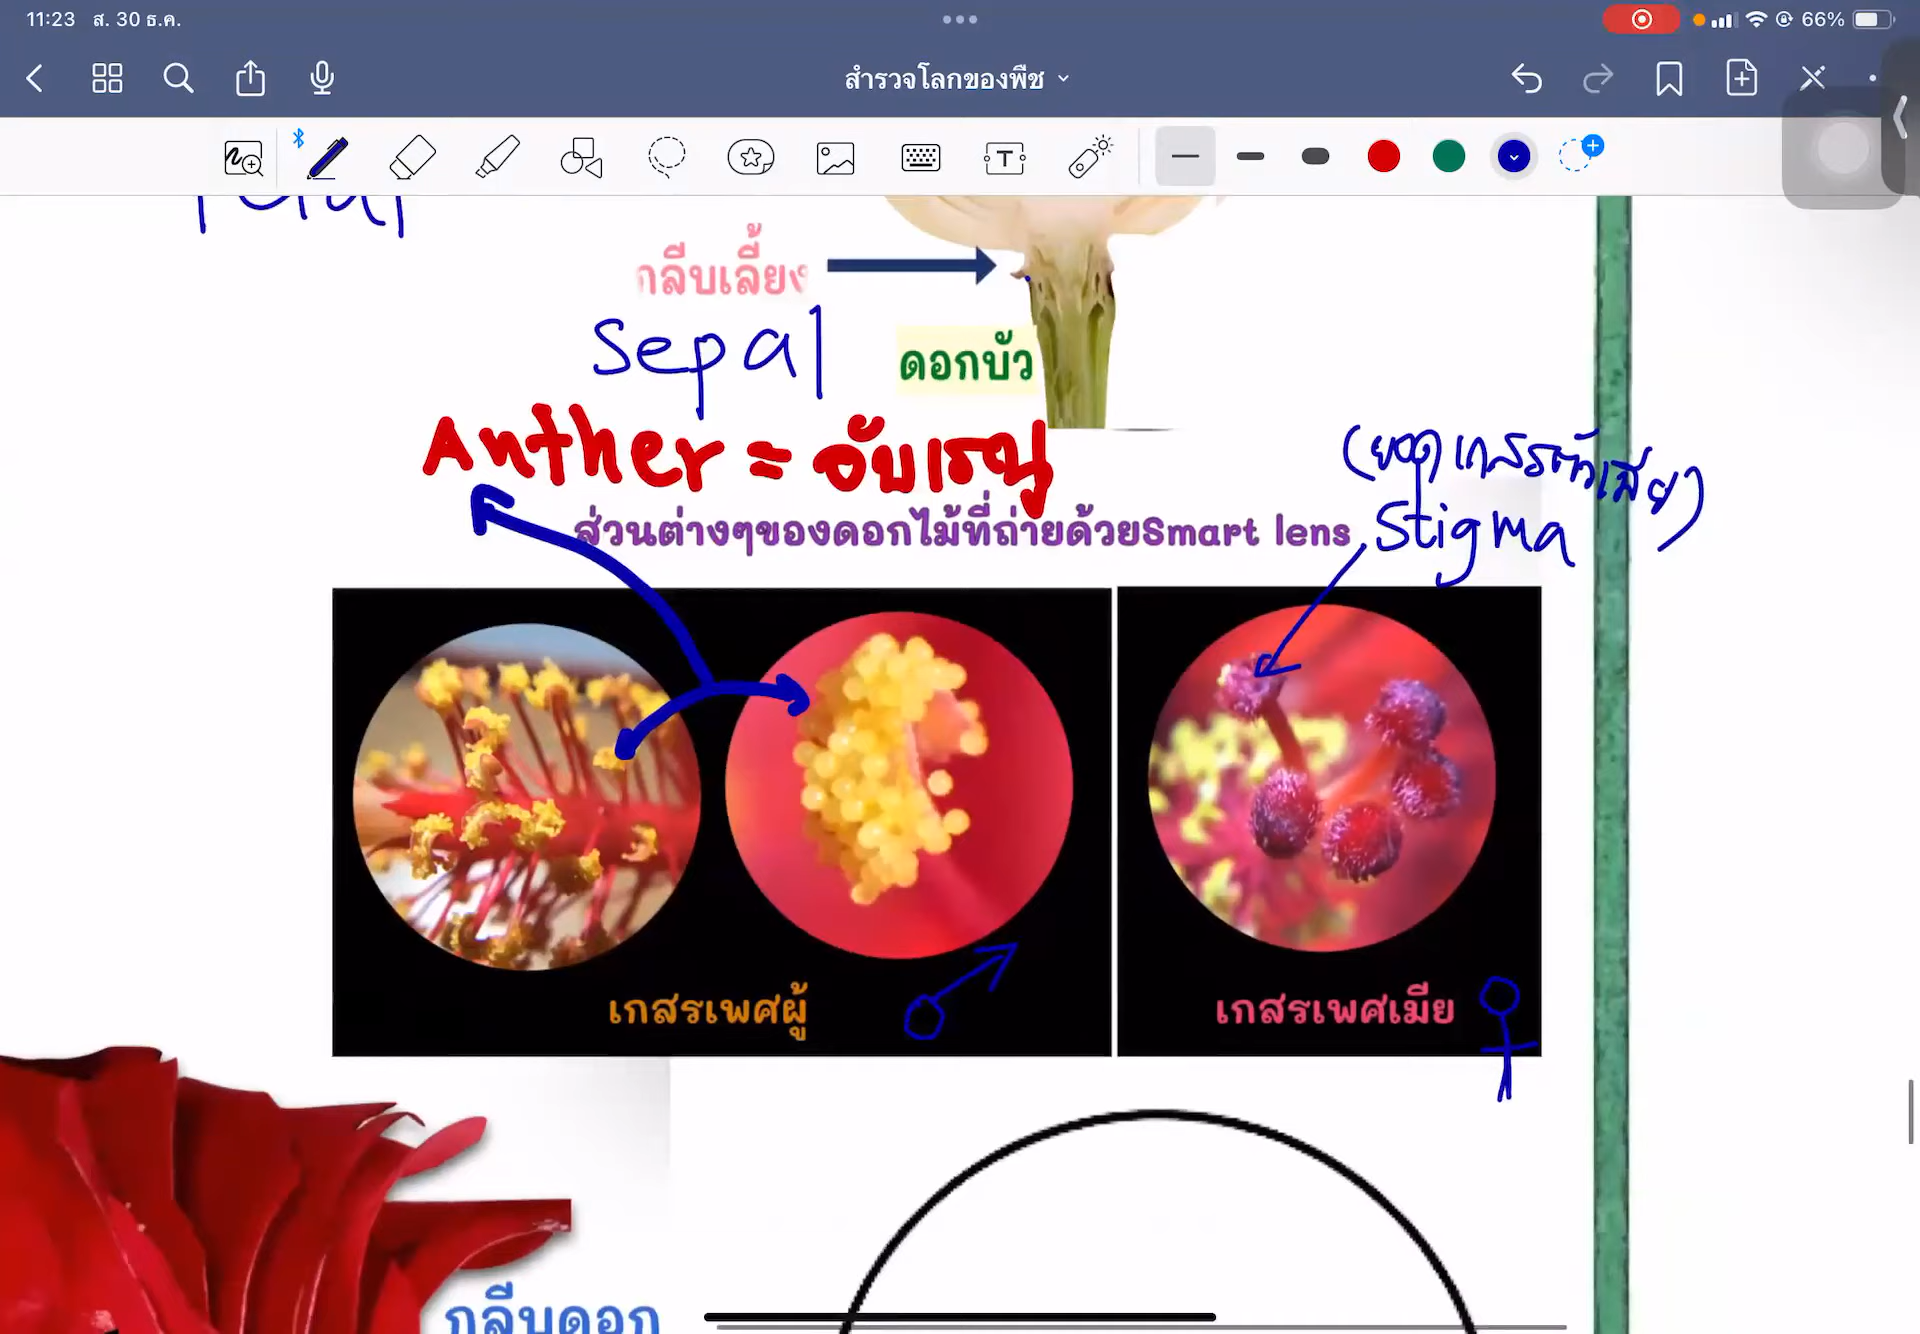 11:23 ส. 30 ธ.ค.
66%
สำรวจโลกของพืช
T
กลีบเลี้ยง
Sepal
ดอกบัว
Anther = อับเรณู
(ยอดเกสรตัวเมีย)
Stigma
ส่วนต่างๆของดอกไม้ที่ถ่ายด้วยSmart lens
เกสรเพศผู้
เกสรเพศเมีย
กลีบดอก